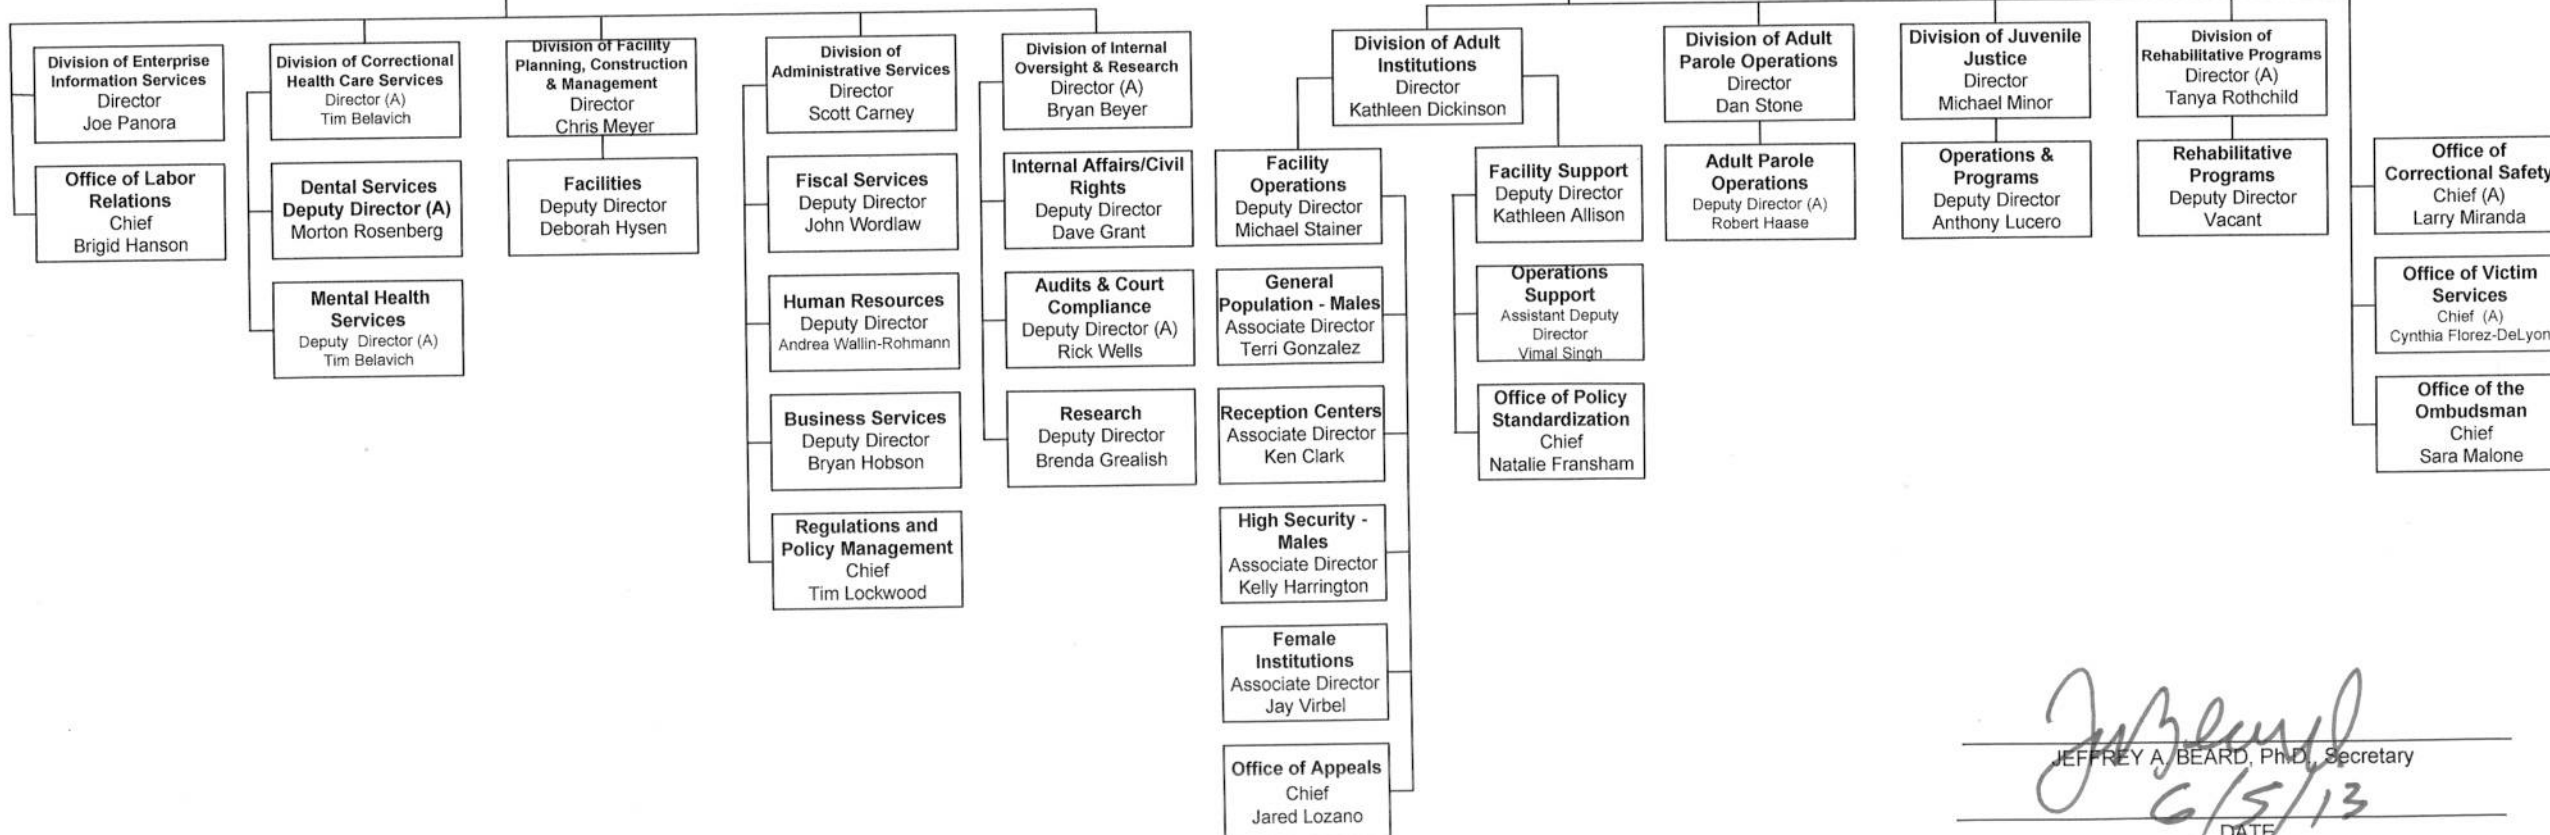 Division of Enterprise
Information Services
Director
Joe Panora
Office of Labor
Relations
Chief
Brigid Hanson
Division of Correctional
Health Care Services
Director (A)
Tim Belavich
Dental Services
Deputy Director (A)
Morton Rosenberg
Mental Health
Services
Deputy Director (A)
Tim Belavich
Division of Facility
Planning, Construction
& Management
Director
Chris Meyer
Facilities
Deputy Director
Deborah Hysen
Division of
Administrative Services
Director
Scott Carney
Fiscal Services
Deputy Director
John Wordlaw
Human Resources
Deputy Director
Andrea Wallin-Rohmann
Business Services
Deputy Director
Bryan Hobson
Regulations and
Policy Management
Chief
Tim Lockwood
Division of Internal
Oversight & Research
Director (A)
Bryan Beyer
Internal Affairs/Civil
Rights
Deputy Director
Dave Grant
Audits & Court
Compliance
Deputy Director (A)
Rick Wells
Research
Deputy Director
Brenda Grealish
Division of Adult
Institutions
Director
Kathleen Dickinson
Facility
Operations
Deputy Director
Michael Stainer
General
Population - Males
Associate Director
Terri Gonzalez
Reception Centers
Associate Director
Ken Clark
High Security -
Males
Associate Director
Kelly Harrington
Female
Institutions
Associate Director
Jay Virbel
Office of Appeals
Chief
Jared Lozano
Facility Support
Deputy Director
Kathleen Allison
Operations
Support
Assistant Deputy
Director
Vimal Singh
Office of Policy
Standardization
Chief
Natalie Fransham
Division of Adult
Parole Operations
Director
Dan Stone
Adult Parole
Operations
Deputy Director (A)
Robert Haase
Division of Juvenile
Justice
Director
Michael Minor
Operations &
Programs
Deputy Director
Anthony Lucero
Division of
Rehabilitative Programs
Director (A)
Tanya Rothchild
Rehabilitative
Programs
Deputy Director
Vacant
Office of
Correctional Safety
Chief (A)
Larry Miranda
Office of Victim
Services
Chief (A)
Cynthia Florez-DeLyon
Office of the
Ombudsman
Chief
Sara Malone
JEFFREY A. BEARD, Ph.D., Secretary
6/5/13
DATE